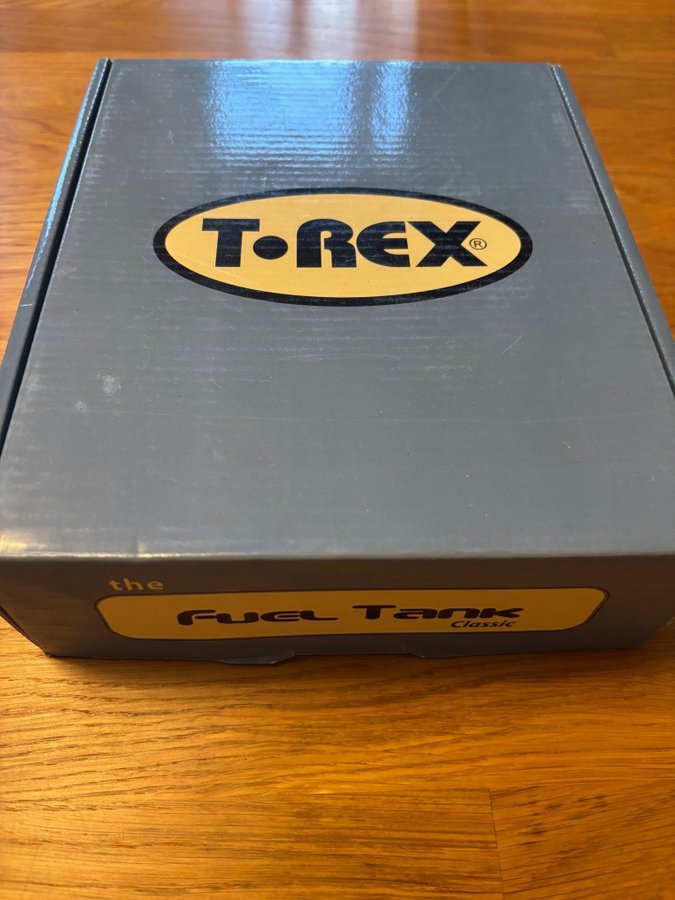 T•REX®
the
Fuel Tank
Classic